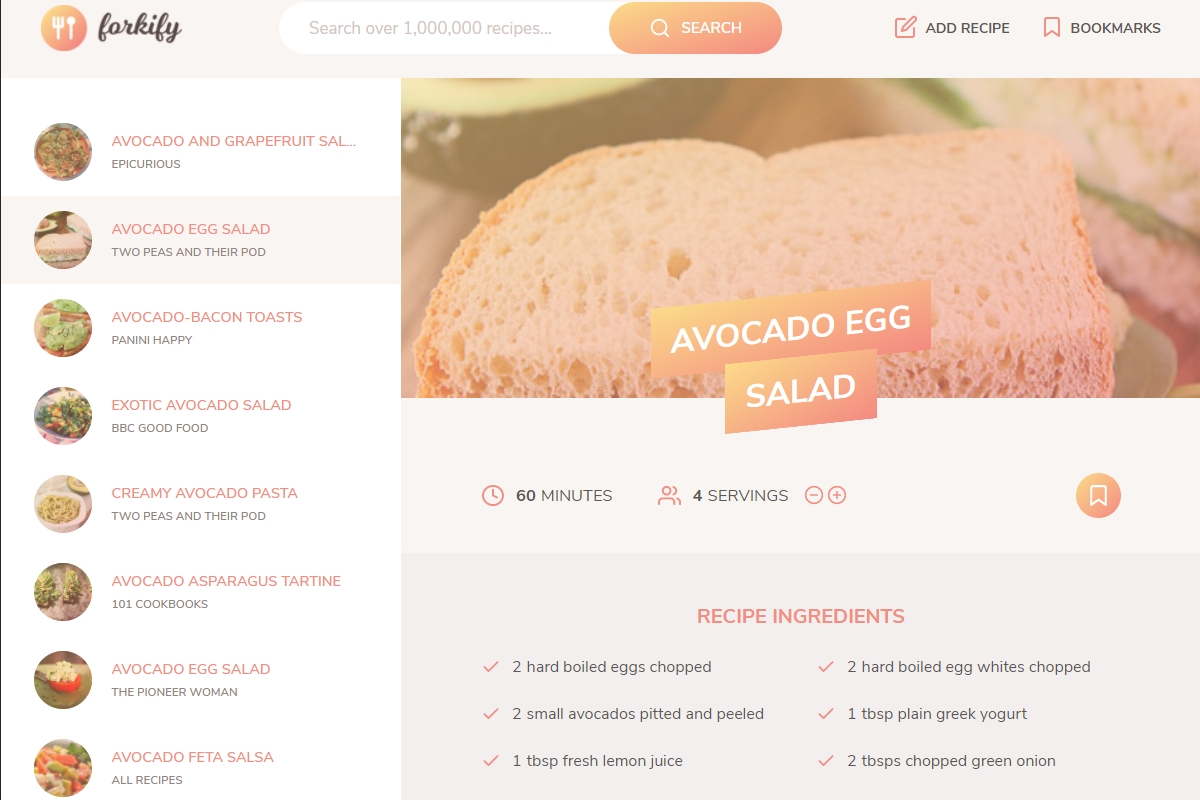 forkify
Search over 1,000,000 recipes...
SEARCH
ADD RECIPE
BOOKMARKS
AVOCADO AND GRAPEFRUIT SAL...
EPICURIOUS
AVOCADO EGG SALAD
TWO PEAS AND THEIR POD
AVOCADO-BACON TOASTS
PANINI HAPPY
EXOTIC AVOCADO SALAD
BBC GOOD FOOD
CREAMY AVOCADO PASTA
TWO PEAS AND THEIR POD
AVOCADO ASPARAGUS TARTINE
101 COOKBOOKS
AVOCADO EGG SALAD
THE PIONEER WOMAN
AVOCADO FETA SALSA
ALL RECIPES
AVOCADO EGG
SALAD
60 MINUTES
4 SERVINGS
RECIPE INGREDIENTS
2 hard boiled eggs chopped
2 hard boiled egg whites chopped
2 small avocados pitted and peeled
1 tbsp plain greek yogurt
1 tbsp fresh lemon juice
2 tbsps chopped green onion